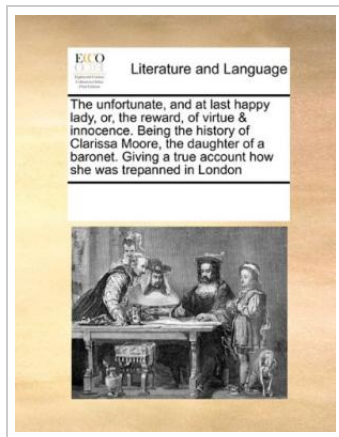 ECCO
Literature and Language
The unfortunate, and at last happy
lady, or, the reward, of virtue &
innocence. Being the history of
Clarissa Moore, the daughter of a
baronet. Giving a true account how
she was trepanned in London